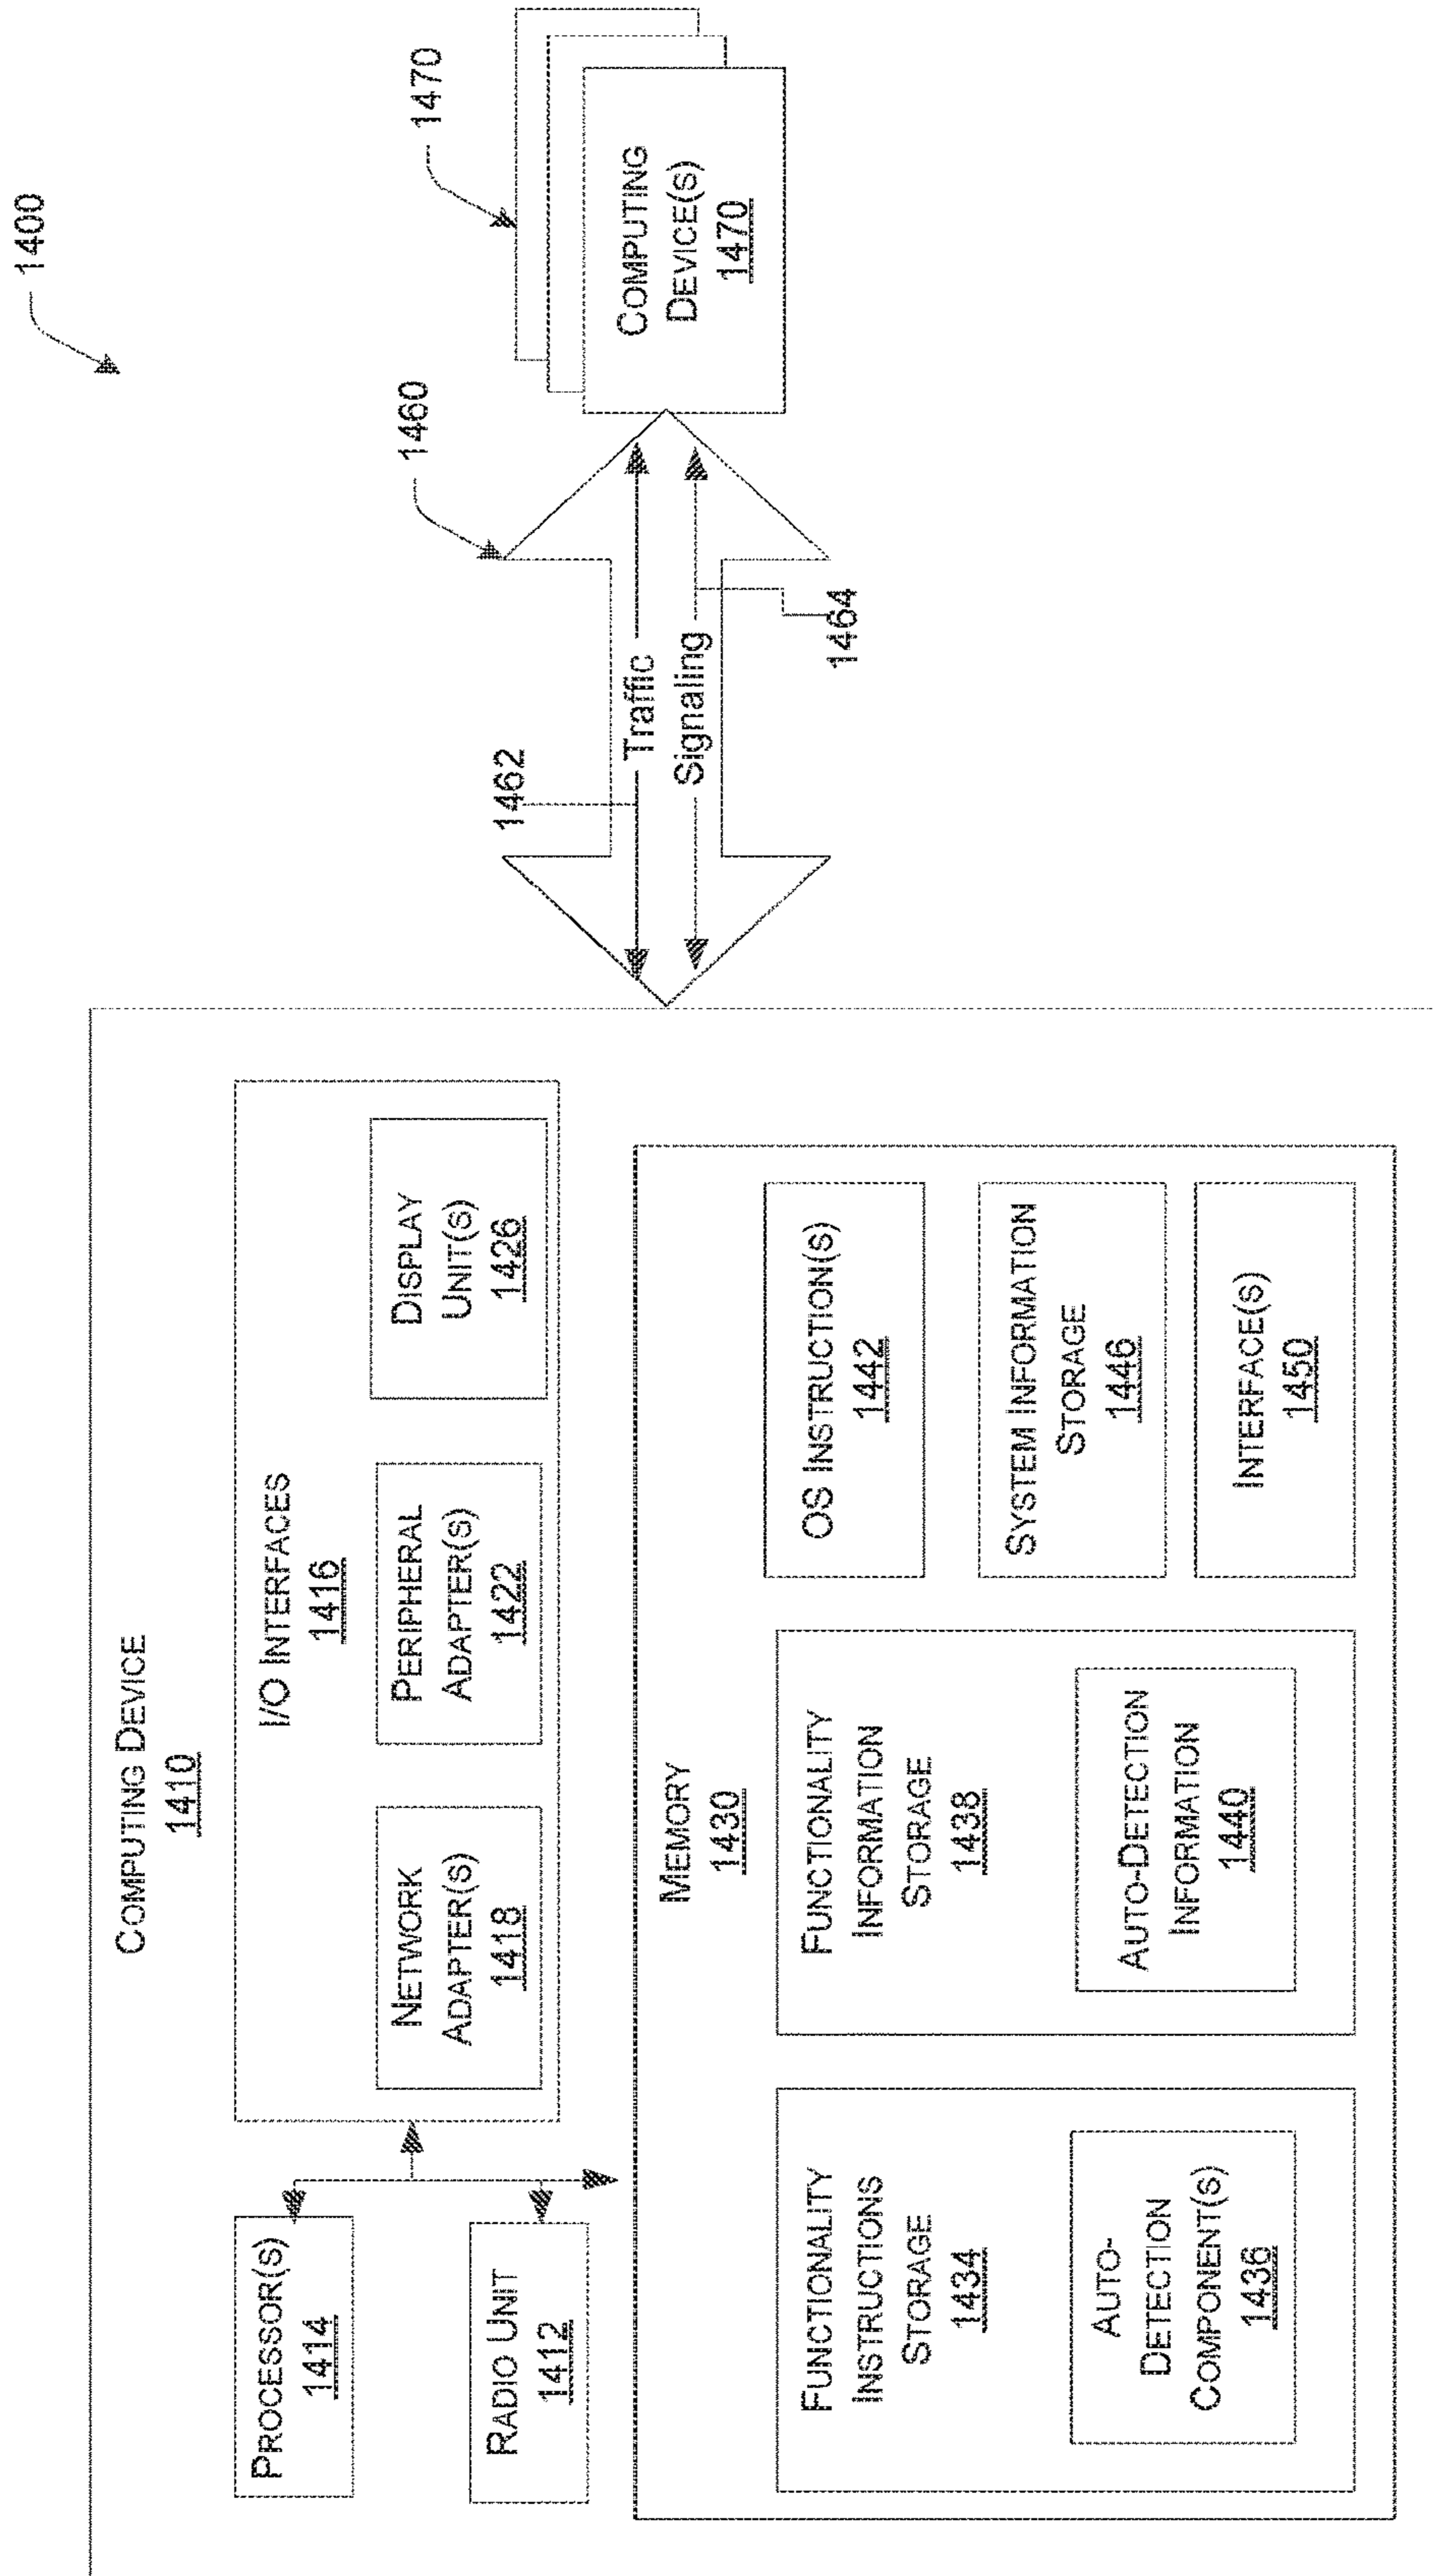 1400
COMPUTING DEVICE
1410
PROCESSOR(S)
1414
RADIO UNIT
1412
I/O INTERFACES
1416
NETWORK
ADAPTER(S)
1418
PERIPHERAL
ADAPTER(S)
1422
DISPLAY
UNIT(S)
1426
MEMORY
1430
FUNCTIONALITY
INSTRUCTIONS
STORAGE
1434
AUTO-
DETECTION
COMPONENT(S)
1436
FUNCTIONALITY
INFORMATION
STORAGE
1438
AUTO-DETECTION
INFORMATION
1440
OS INSTRUCTION(S)
1442
SYSTEM INFORMATION
STORAGE
1446
INTERFACE(S)
1450
1462
1460
Traffic
Signaling
1464
1470
COMPUTING
DEVICE(S)
1470